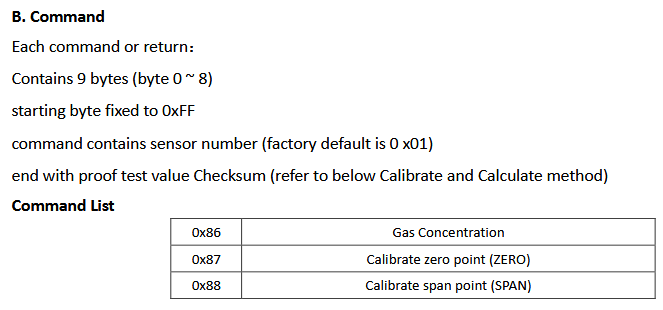 B. Command
Each command or return：
Contains 9 bytes (byte 0 ~ 8)
starting byte fixed to 0xFF
command contains sensor number (factory default is 0 x01)
end with proof test value Checksum (refer to below Calibrate and Calculate method)
Command List
0x86 Gas Concentration
0x87 Calibrate zero point (ZERO)
0x88 Calibrate span point (SPAN)